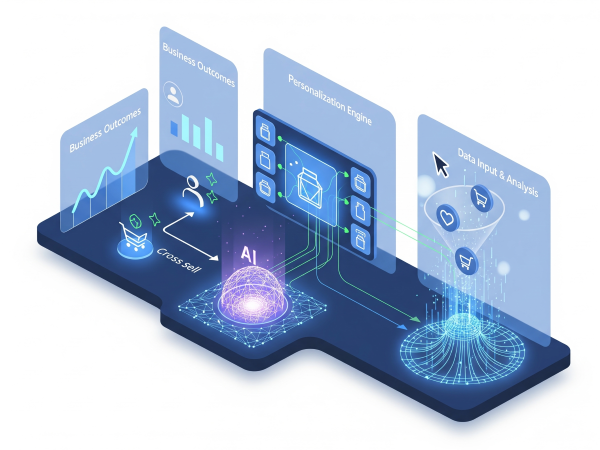 Business Outcomes
Business Outcomes
Personalization Engine
Data Input & Analysis
AI
Cross sell